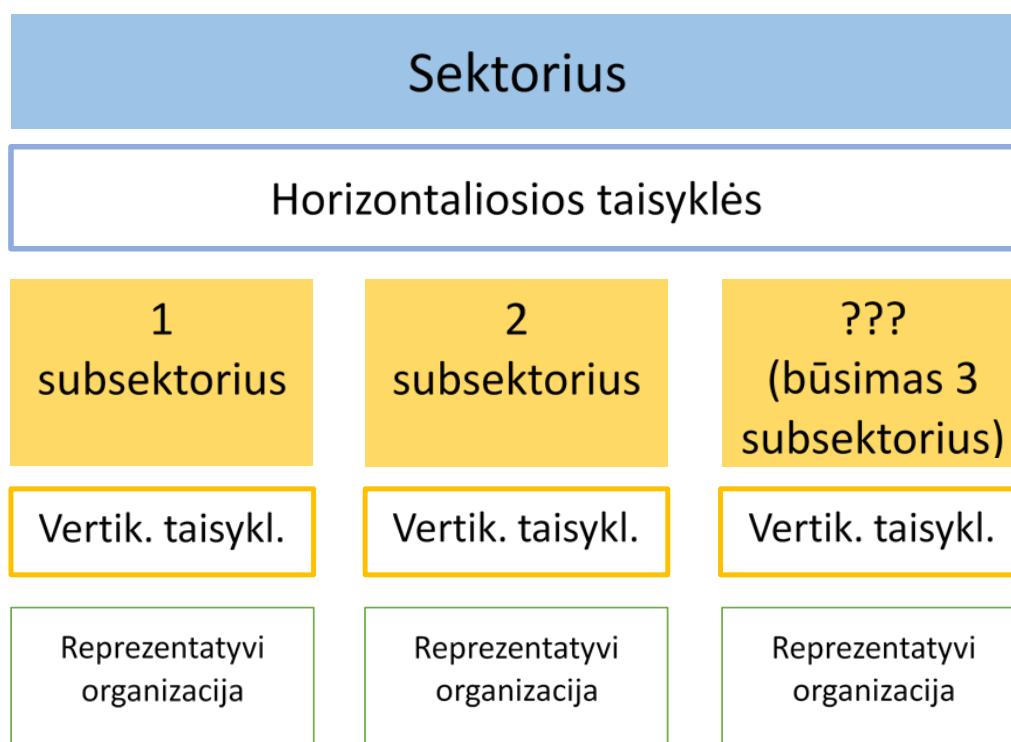 Sektorius
Horizontaliosios taisyklės
1
subsektorius
2
subsektorius
???
(būsimas 3
subsektorius)
Vertik. taisykl.
Vertik. taisykl.
Vertik. taisykl.
Reprezentatyvi
organizacija
Reprezentatyvi
organizacija
Reprezentatyvi
organizacija